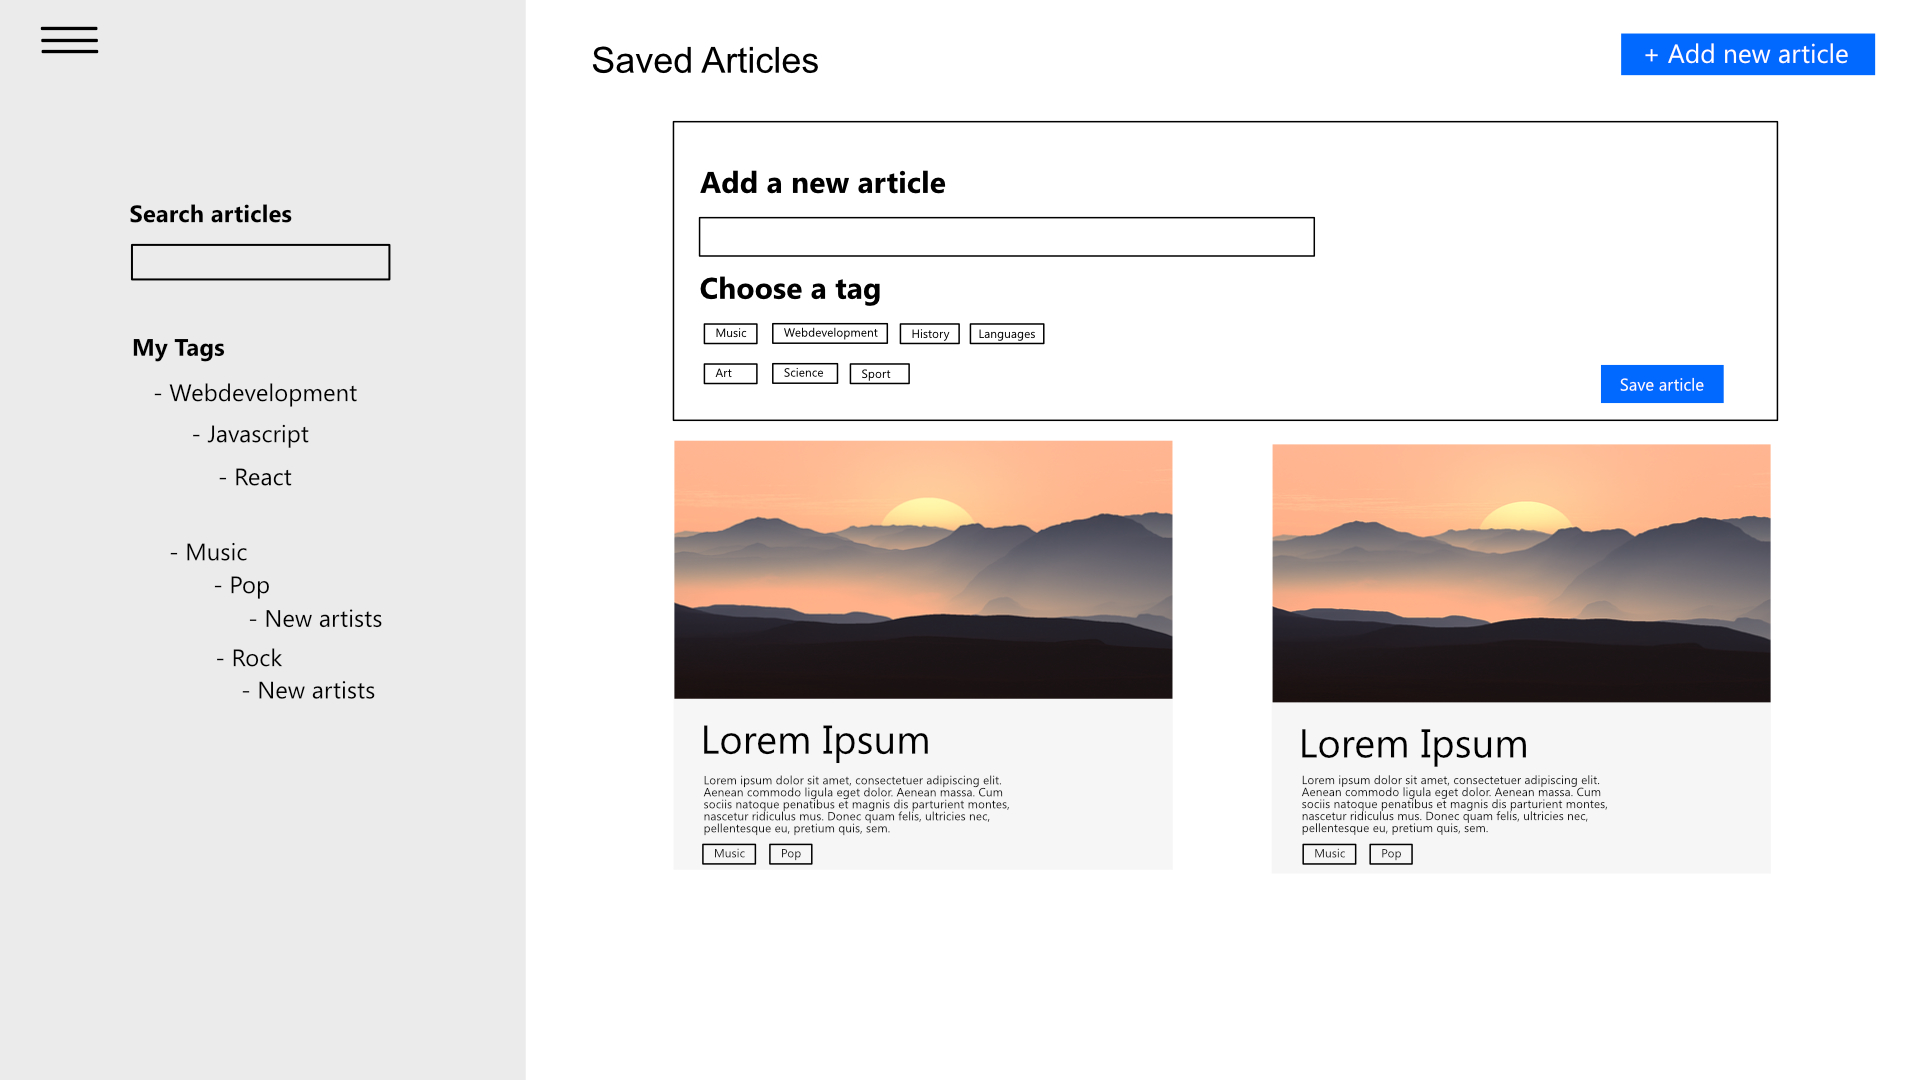 Saved Articles
+ Add new article
Search articles
My Tags
- Webdevelopment
- Javascript
- React
- Music
- Pop
- New artists
- Rock
- New artists
Add a new article
Choose a tag
Music Webdevelopment History Languages
Art Science Sport
Save article
Lorem Ipsum
Lorem ipsum dolor sit amet, consectetuer adipiscing elit.
Aenean commodo ligula eget dolor. Aenean massa. Cum
sociis natoque penatibus et magnis dis parturient montes,
nascetur ridiculus mus. Donec quam felis, ultricies nec,
pellentesque eu, pretium quis, sem.
Music Pop
Lorem Ipsum
Lorem ipsum dolor sit amet, consectetuer adipiscing elit.
Aenean commodo ligula eget dolor. Aenean massa. Cum
sociis natoque penatibus et magnis dis parturient montes,
nascetur ridiculus mus. Donec quam felis, ultricies nec,
pellentesque eu, pretium quis, sem.
Music Pop